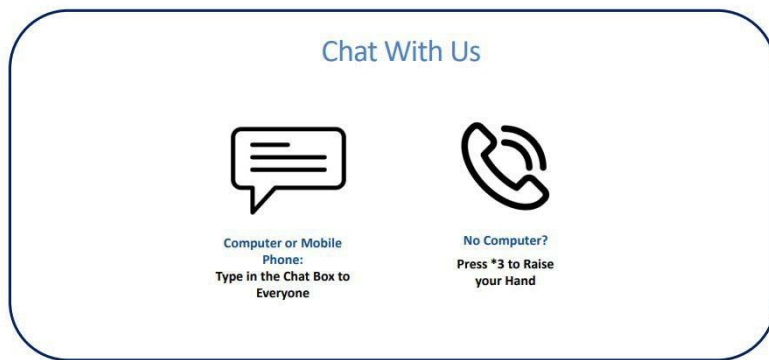 Chat With Us
Computer or Mobile
Phone:
Type in the Chat Box to
Everyone
No Computer?
Press *3 to Raise
your Hand